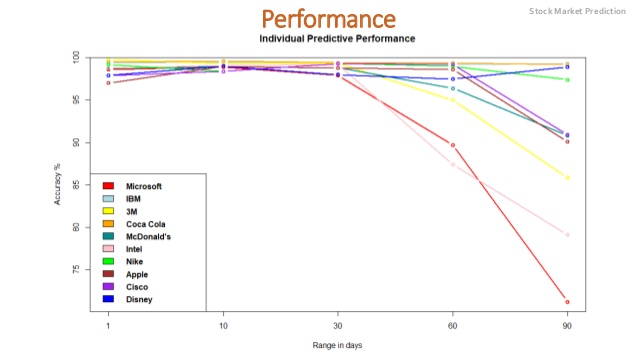 Stock Market Prediction
Performance
Individual Predictive Performance
Accuracy %
100
95
90
85
80
75
Microsoft
IBM
3M
Coca Cola
McDonald's
Intel
Nike
Apple
Cisco
Disney
1
10
30
60
90
Range in days